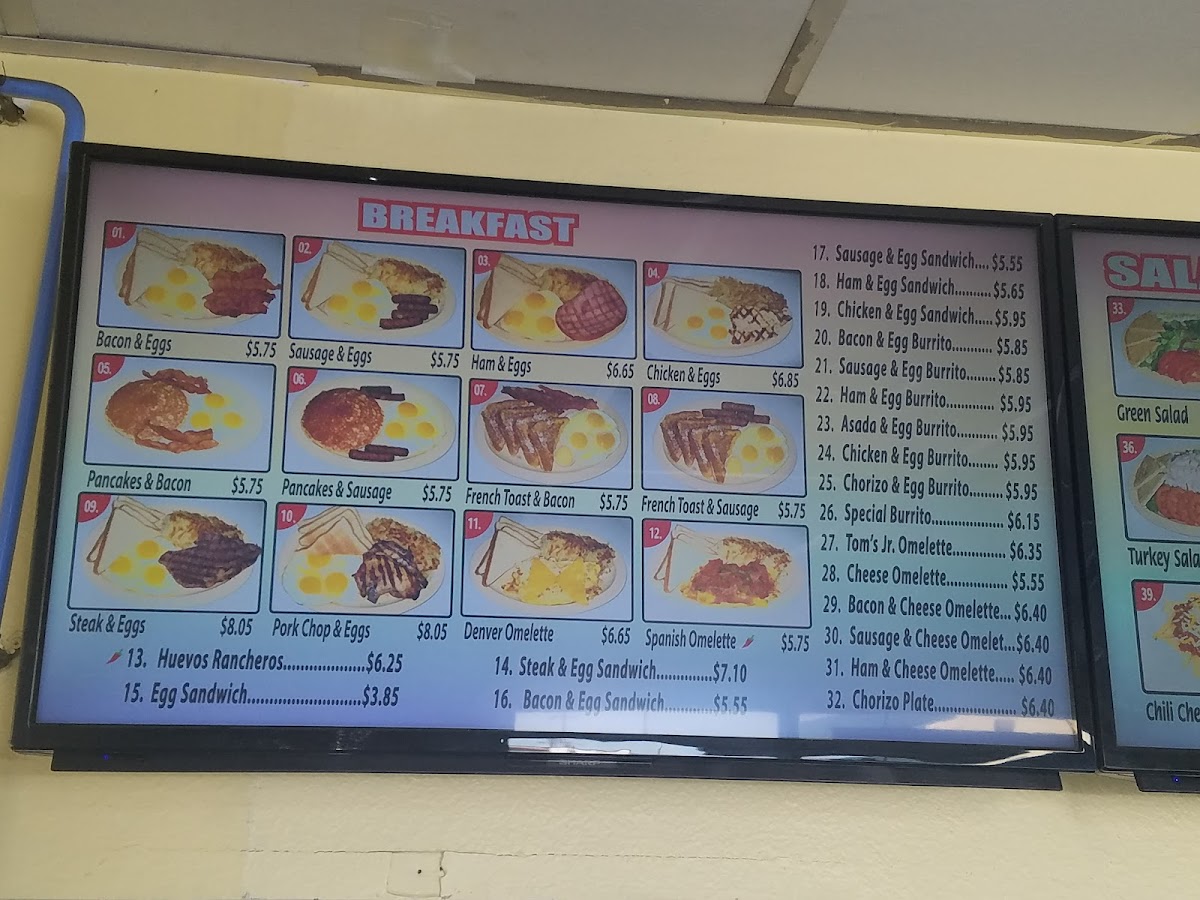 BREAKFAST
01.
Bacon & Eggs $5.75
02.
Sausage & Eggs $5.75
03.
Ham & Eggs $6.65
04.
Chicken & Eggs $6.85
05.
Pancakes & Bacon $5.75
06.
Pancakes & Sausage $5.75
07.
French Toast & Bacon $5.75
08.
French Toast & Sausage $5.75
09.
Steak & Eggs $8.05
10.
Pork Chop & Eggs $8.05
11.
Denver Omelette $6.65
12.
Spanish Omelette $5.75
13. Huevos Rancheros....................$6.25
14. Steak & Egg Sandwich..............$7.10
15. Egg Sandwich............................$3.85
16. Bacon & Egg Sandwich............$5.55
17. Sausage & Egg Sandwich.... $5.55
18. Ham & Egg Sandwich.......... $5.65
19. Chicken & Egg Sandwich..... $5.95
20. Bacon & Egg Burrito............ $5.85
21. Sausage & Egg Burrito........ $5.85
22. Ham & Egg Burrito............. $5.95
23. Asada & Egg Burrito............ $5.95
24. Chicken & Egg Burrito........ $5.95
25. Chorizo & Egg Burrito......... $5.95
26. Special Burrito................... $6.15
27. Tom's Jr. Omelette.............. $6.35
28. Cheese Omelette................ $5.55
29. Bacon & Cheese Omelette... $6.40
30. Sausage & Cheese Omelet...$6.40
31. Ham & Cheese Omelette..... $6.40
32. Chorizo Plate...................... $6.40
SHARP
SAL
33.
Green Salad
36.
Turkey Sala
39.
Chili Che